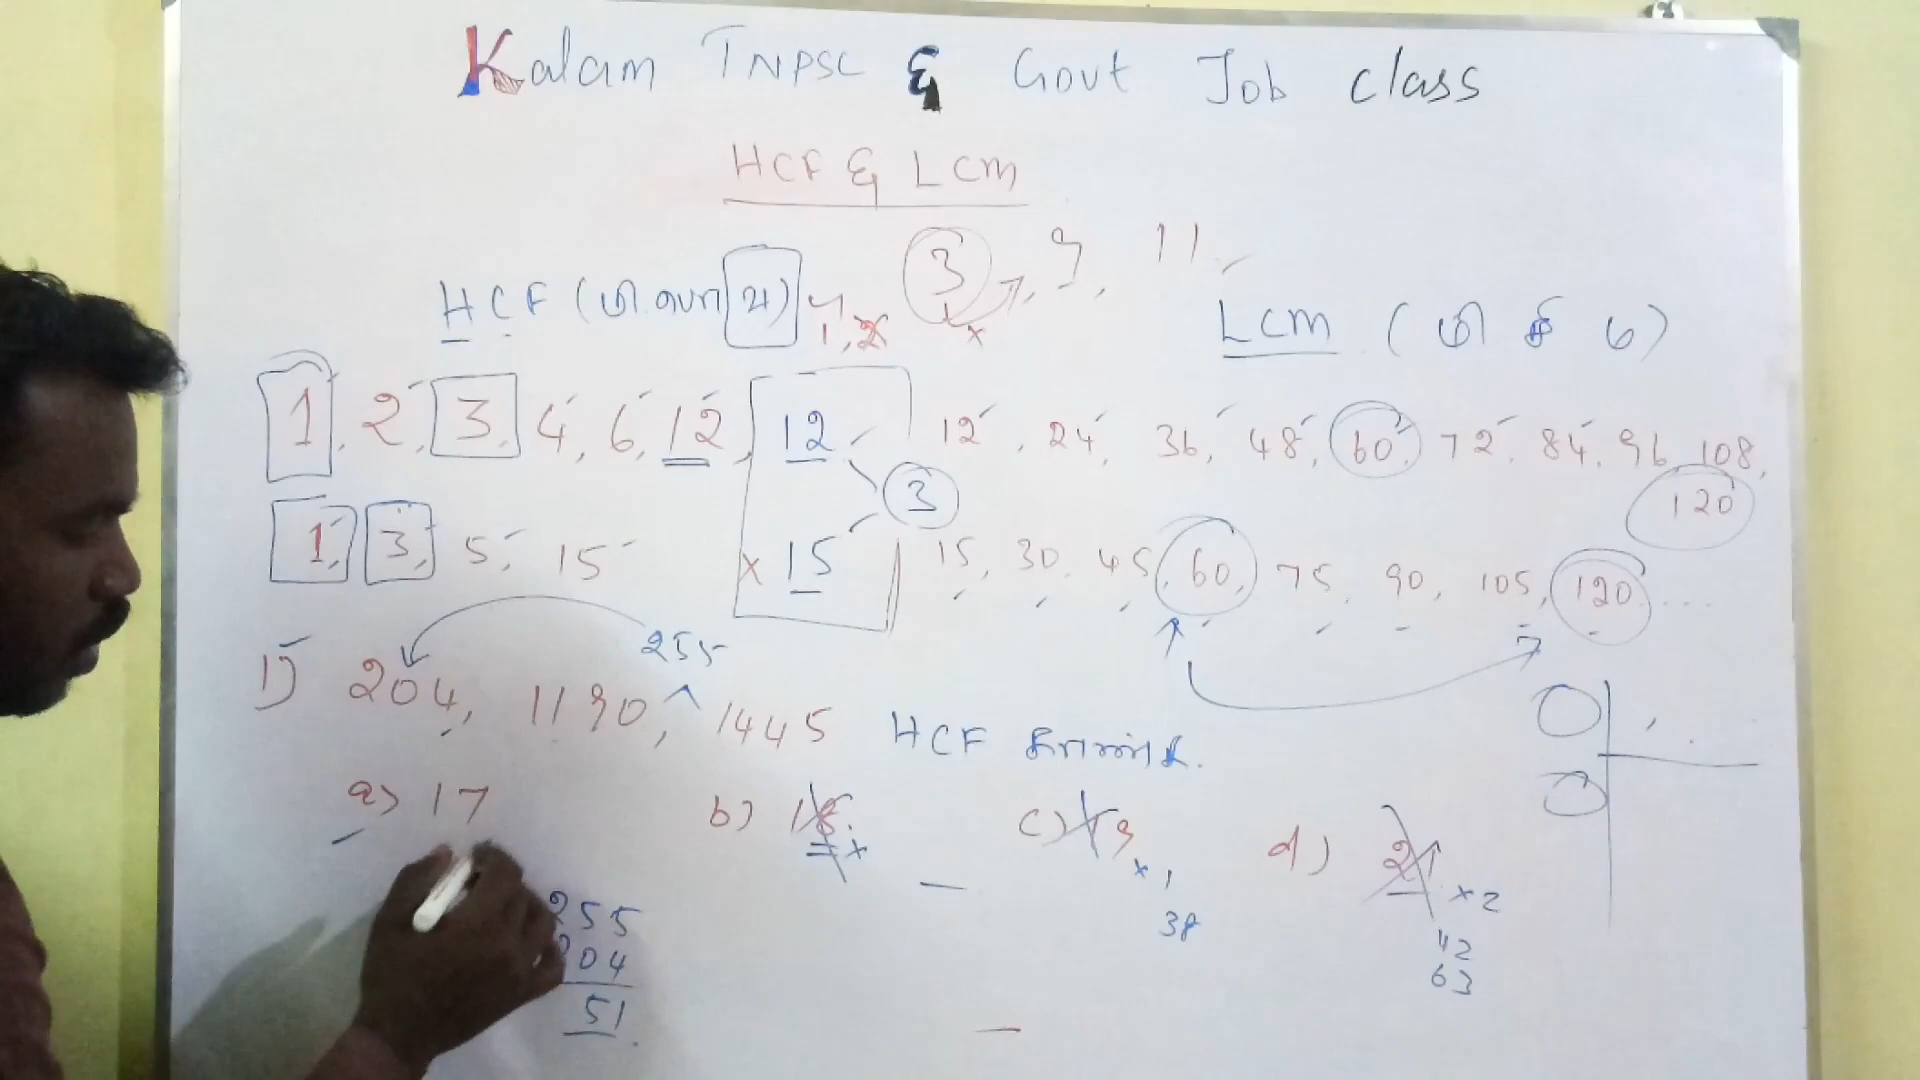 Kalam TNPSC & Govt Job class
HCF & LCM
3, 9, 11,
HCF (மி பொ வ)
1, 2 x
LCM ( மி சி ம )
1, 2, 3, 4, 6, 12, 12
12, 24, 36, 48, 60, 72, 84, 96, 108,
120
3
1, 3, 5, 15
x 15
15, 30, 45, 60, 75, 90, 105, 120 ....
255
1) 204, 1190, 1445 HCF காண்க.
a) 17 b) 18 x c) 19 x d) 21 x2
38
42
63
255
204
51